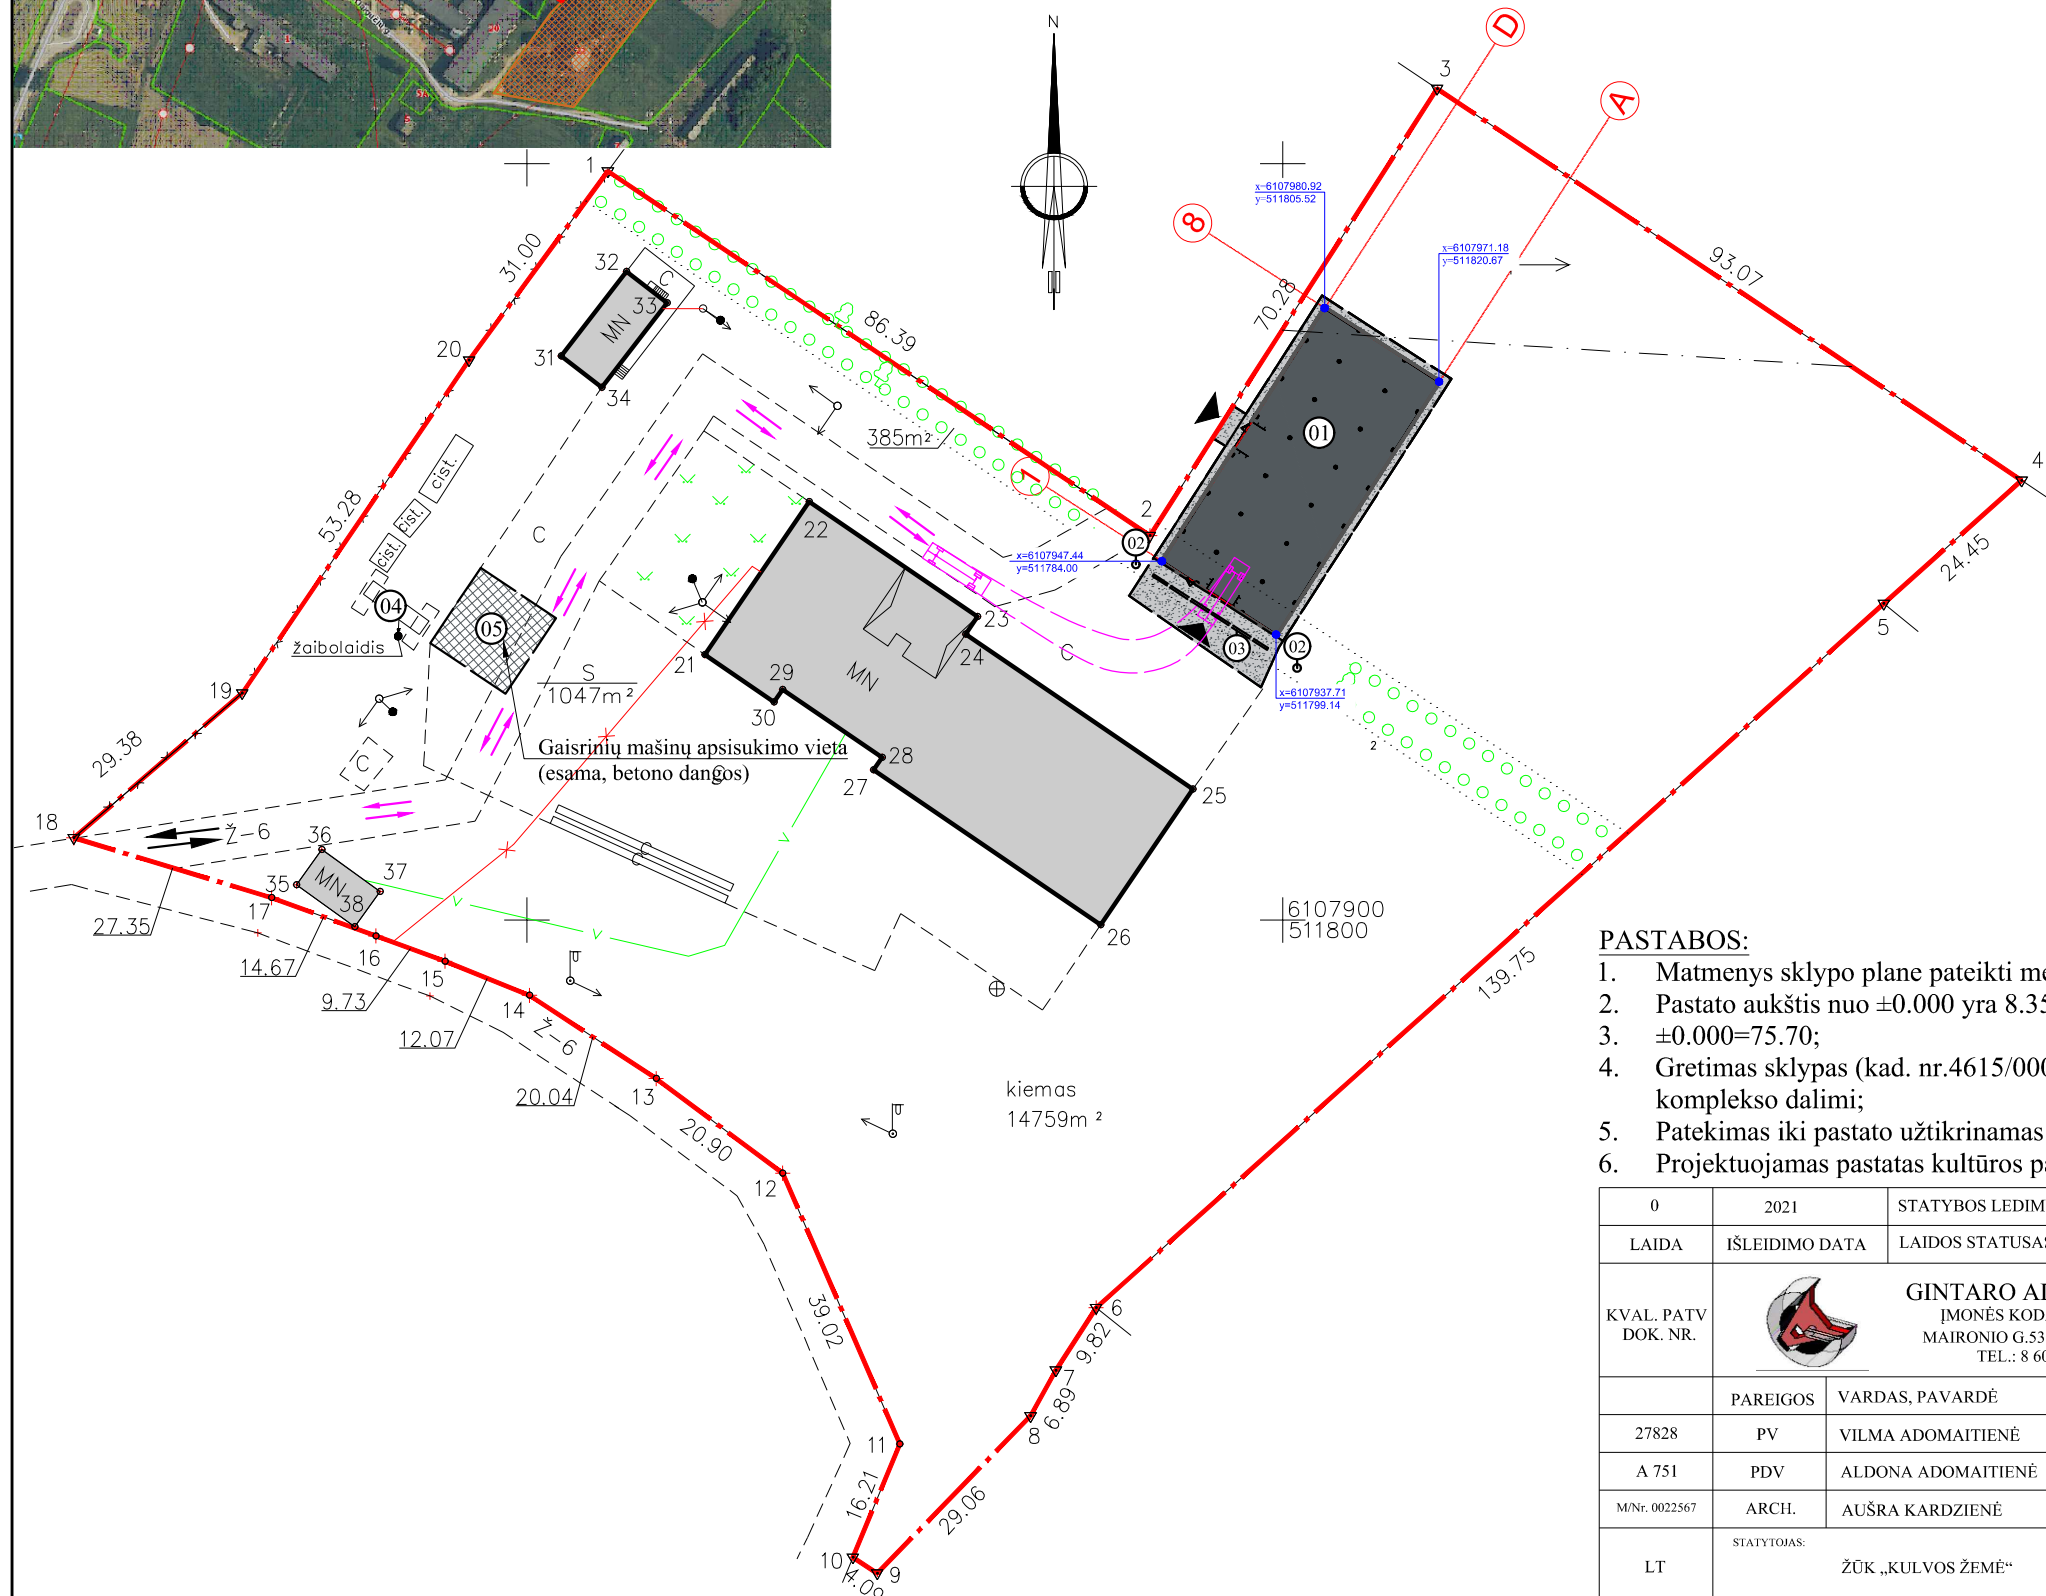 N
D
A
8
1
1
2
3
4
5
6
7
8
9
10
11
12
13
14
15
16
17
18
19
20
21
22
23
24
25
26
27
28
29
30
31
32
33
34
35
36
37
38
31.00
86.39
70.28
93.07
24.45
139.75
9.82
6.89
29.06
4.09
16.21
39.02
20.90
20.04
12.07
9.73
14.67
27.35
29.38
53.28
x=6107980.92
y=511805.52
x=6107971.18
y=511820.67
x=6107947.44
y=511784.00
x=6107937.71
y=511799.14
01
02
02
03
04
05
MN
MN
MN
C
C
C
C
cist.
cist.
cist.
385m²
žaibolaidis
S
1047m²
Gaisrinių mašinų apsisukimo vieta
(esama, betono dangos)
Ž-6
Ž-6
2
6107900
511800
kiemas
14759m²
PASTABOS:
1. Matmenys sklypo plane pateikti
2. Pastato aukštis nuo ±0.000 yra
3. ±0.000=75.70;
4. Gretimas sklypas (kad. nr.4615/000
komplekso dalimi;
5. Patekimas iki pastato užtikrinamas
6. Projektuojamas pastatas kultūros
0 2021 STATYBOS
LAIDA IŠLEIDIMO DATA LAIDOS STATUSAS
KVAL. PATV
DOK. NR.
GINTARO
ĮMONĖS
MAIRONIO G.53
TEL.: 8
PAREIGOS VARDAS, PAVARDĖ
27828 PV VILMA ADOMAITIENĖ
A 751 PDV ALDONA ADOMAITIENĖ
M/Nr. 0022567 ARCH. AUŠRA KARDZIENĖ
STATYTOJAS:
LT ŽŪK „KULVOS ŽEMĖ“